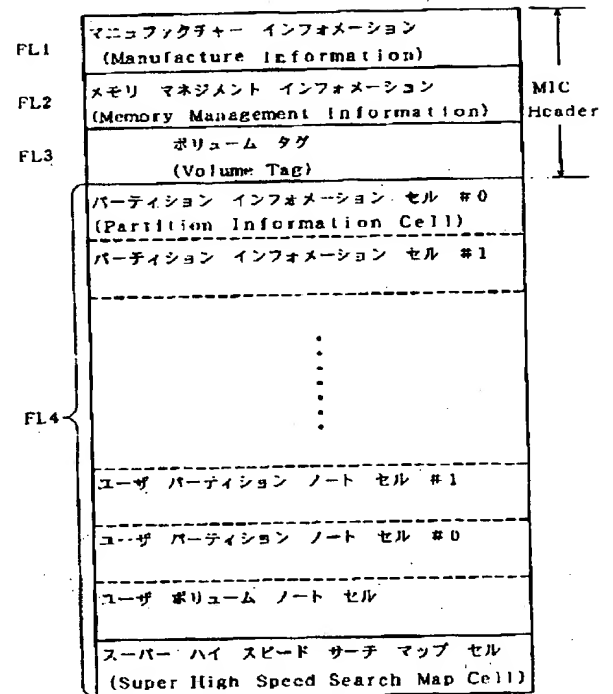 FL1
マニュファクチャー インフォメーション
(Manufacture Information)
FL2
メモリ マネジメント インフォメーション
(Memory Management Information)
MIC
Header
FL3
ボリューム タグ
(Volume Tag)
パーティション インフォメーション セル #0
(Partition Information Cell)
パーティション インフォメーション セル #1
FL4
ユーザ パーティション ノート セル #1
ユーザ パーティション ノート セル #0
ユーザ ボリューム ノート セル
スーパー ハイ スピード サーチ マップ セル
(Super High Speed Search Map Cell)